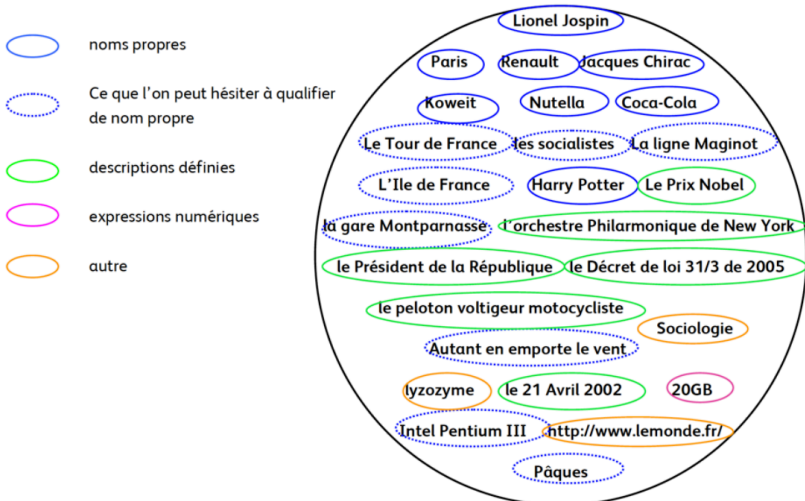 noms propres
Ce que l'on peut hésiter à qualifier
de nom propre
descriptions définies
expressions numériques
autre
Lionel Jospin
Paris Renault Jacques Chirac
Koweit Nutella Coca-Cola
Le Tour de France les socialistes La ligne Maginot
L'Ile de France Harry Potter Le Prix Nobel
la gare Montparnasse l'orchestre Philarmonique de New York
le Président de la République le Décret de loi 31/3 de 2005
le peloton voltigeur motocycliste
Sociologie
Autant en emporte le vent
lyzozyme le 21 Avril 2002 20GB
Intel Pentium III http://www.lemonde.fr/
Pâques